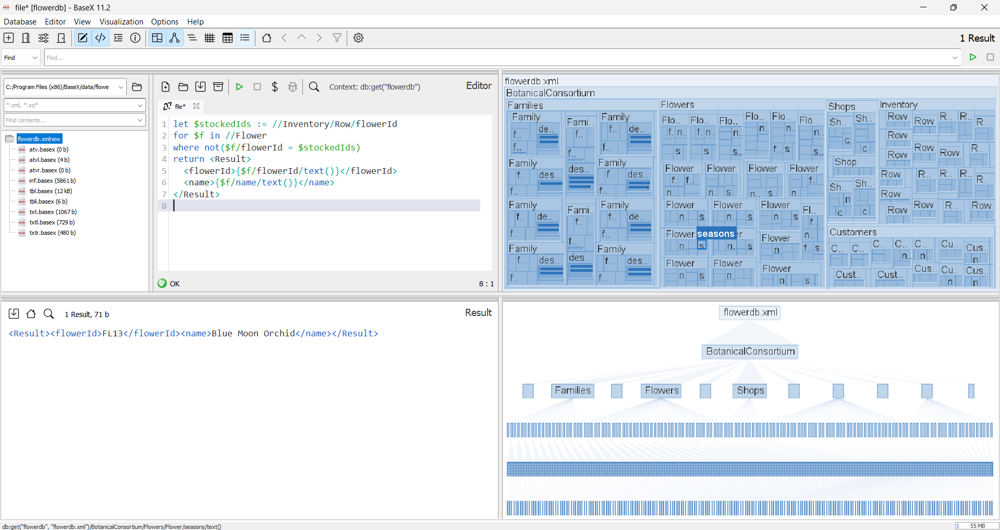 file* [flowerdb] - BaseX 11.2
Database Editor View Visualization Options Help
1 Result
Find
Find...
C:/Program Files (x86)/BaseX/data/flowe
*.xml, *.xq*
Find contents...
flowerdb.xmlnew
atv.basex (0 b)
atvl.basex (4 b)
atvr.basex (0 b)
inf.basex (5861 b)
tbl.basex (12 kB)
tbli.basex (6 b)
txt.basex (1067 b)
txtl.basex (729 b)
txtr.basex (480 b)
Context: db:get("flowerdb")
Editor
file*
1 let $stockedIds := //Inventory/Row/flowerId
2 for $f in //Flower
3 where not($f/flowerId = $stockedIds)
4 return <Result>
5 <flowerId>{$f/flowerId/text()}</flowerId>
6 <name>{$f/name/text()}</name>
7 </Result>
8
OK
8 : 1
flowerdb.xml
BotanicalConsortium
Families
Family
de..
f..
f..
Fami..
f..
f..
des..
Family
f..
de..
f..
Family
f..
des..
f..
Family
f..
des..
f..
Family
f..
de..
f..
Fami..
f..
f..
des..
Family
f..
de..
f..
Family
f..
des..
f..
Family
f..
des..
f..
Flowers
Flo.. Flo.. Flo.. Flo.. Flo.. Flo..
Flower Flower Flower Flower
Flower Flower Flower Fl..
Flower seasons Flower
Flower Flower Flower
Shops
Sh.. Sh..
Shop
Sh.. Sh..
Inventory
Row Row R.. R.. R..
Row
Row Row Row R..
Row R.. R.. R.. R..
Row
Row Row R.. Row
Customers
C.. C.. C.. C.. Cu.. Cus..
Cust.. Cust.. Cus.. Cu.. Cus..
1 Result, 71 b
Result
<Result><flowerId>FL13</flowerId><name>Blue Moon Orchid</name></Result>
flowerdb.xml
BotanicalConsortium
Families Flowers Shops
db:get("flowerdb", "flowerdb.xml")/BotanicalConsortium/Flowers/Flower/seasons/text()
55 MB